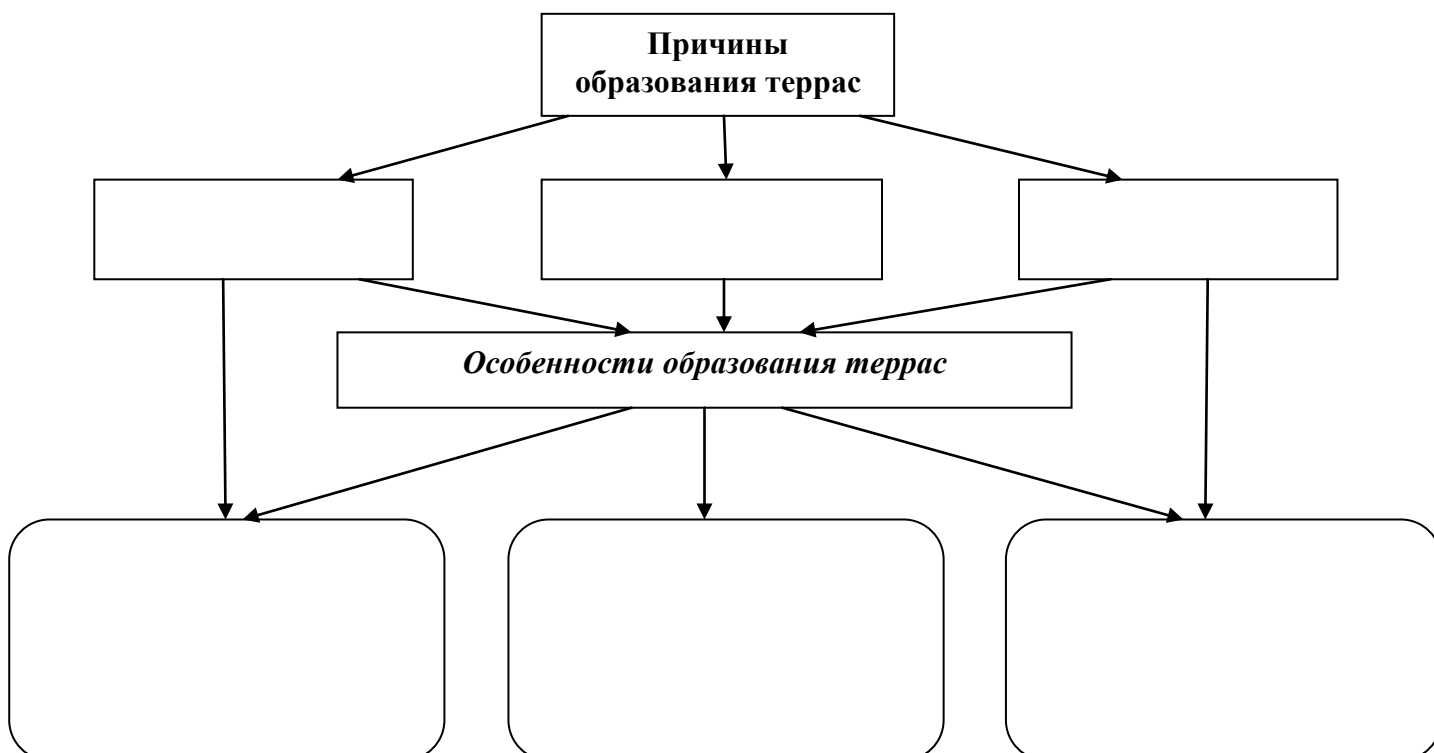 Причины
образования террас
Особенности образования террас